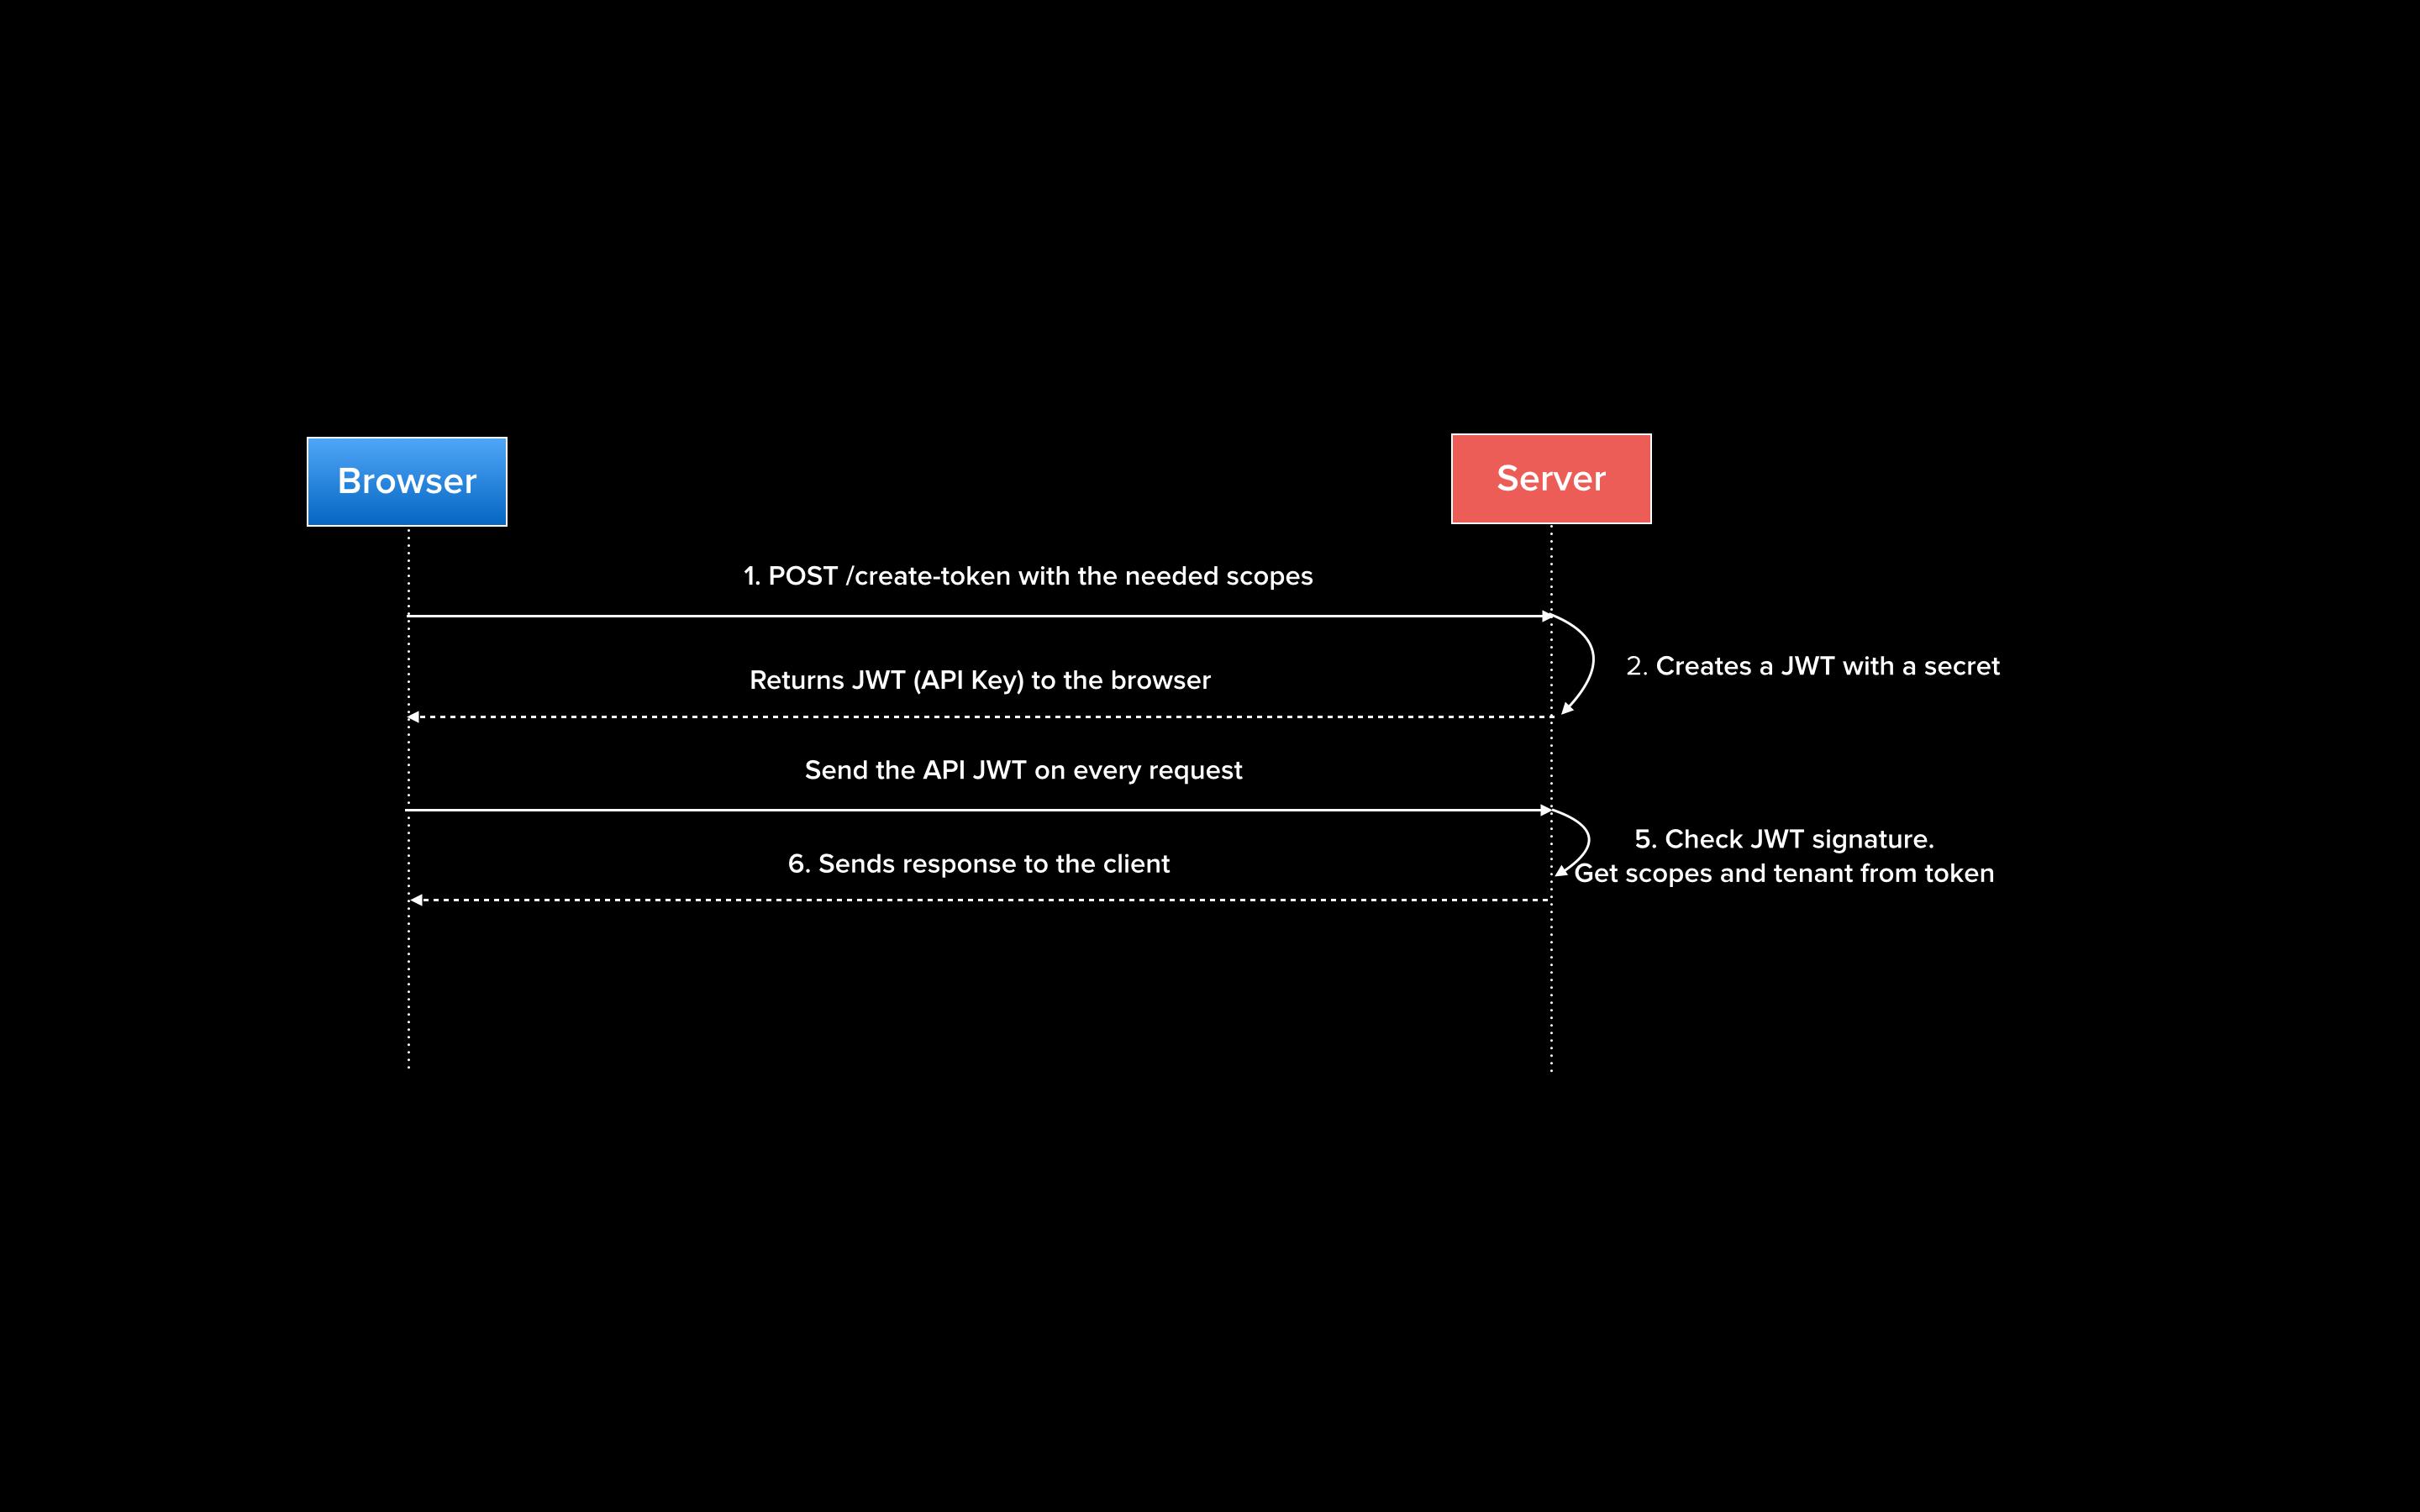 Browser
Server
1. POST /create-token with the needed scopes
2. Creates a JWT with a secret
Returns JWT (API Key) to the browser
Send the API JWT on every request
5. Check JWT signature.
Get scopes and tenant from token
6. Sends response to the client